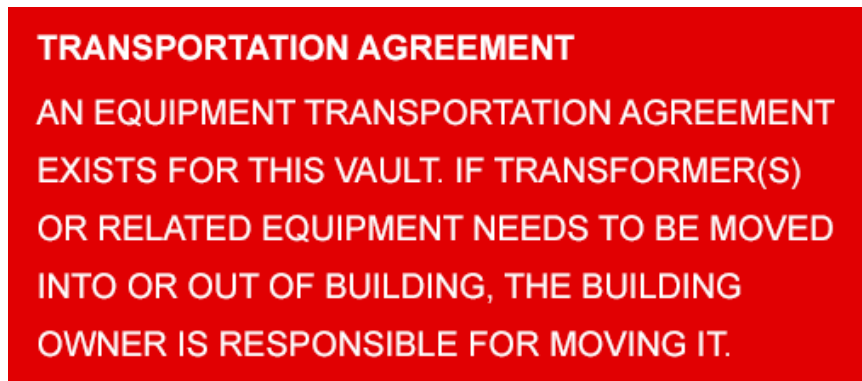 TRANSPORTATION AGREEMENT
AN EQUIPMENT TRANSPORTATION AGREEMENT
EXISTS FOR THIS VAULT. IF TRANSFORMER(S)
OR RELATED EQUIPMENT NEEDS TO BE MOVED
INTO OR OUT OF BUILDING, THE BUILDING
OWNER IS RESPONSIBLE FOR MOVING IT.